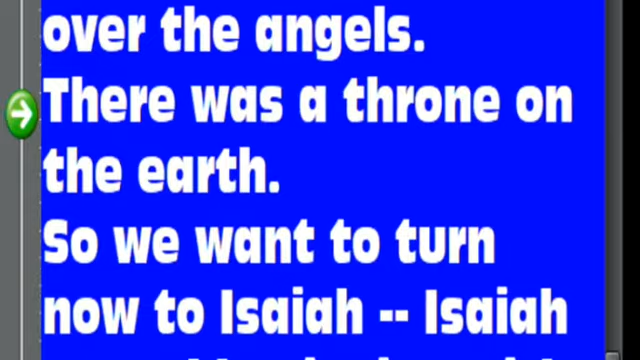 over the angels.
There was a throne on
the earth.
So we want to turn
now to Isaiah -- Isaiah